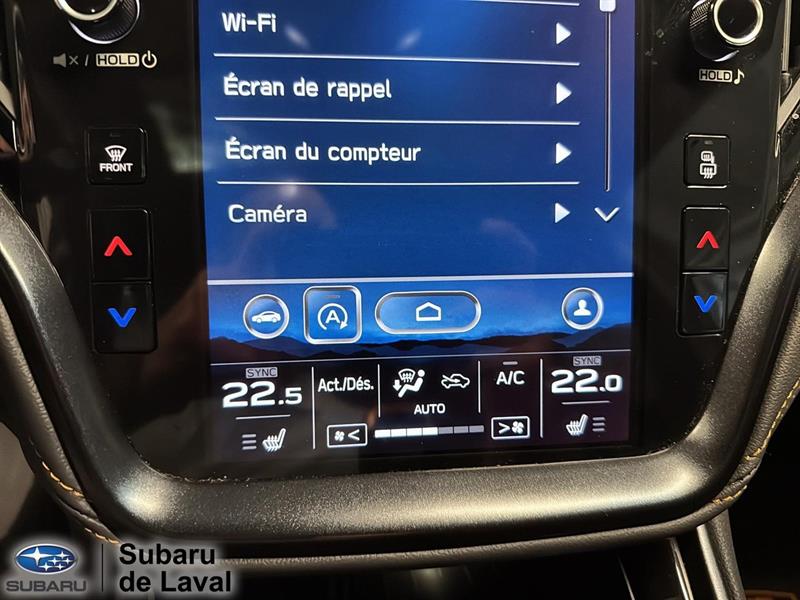 Wi-Fi
/ HOLD
HOLD
Écran de rappel
Écran du compteur
FRONT
Caméra
A
SYNC
22.5
Act./Dés.
AUTO
A/C
SYNC
22.0
<
>
SUBARU
Subaru
de Laval